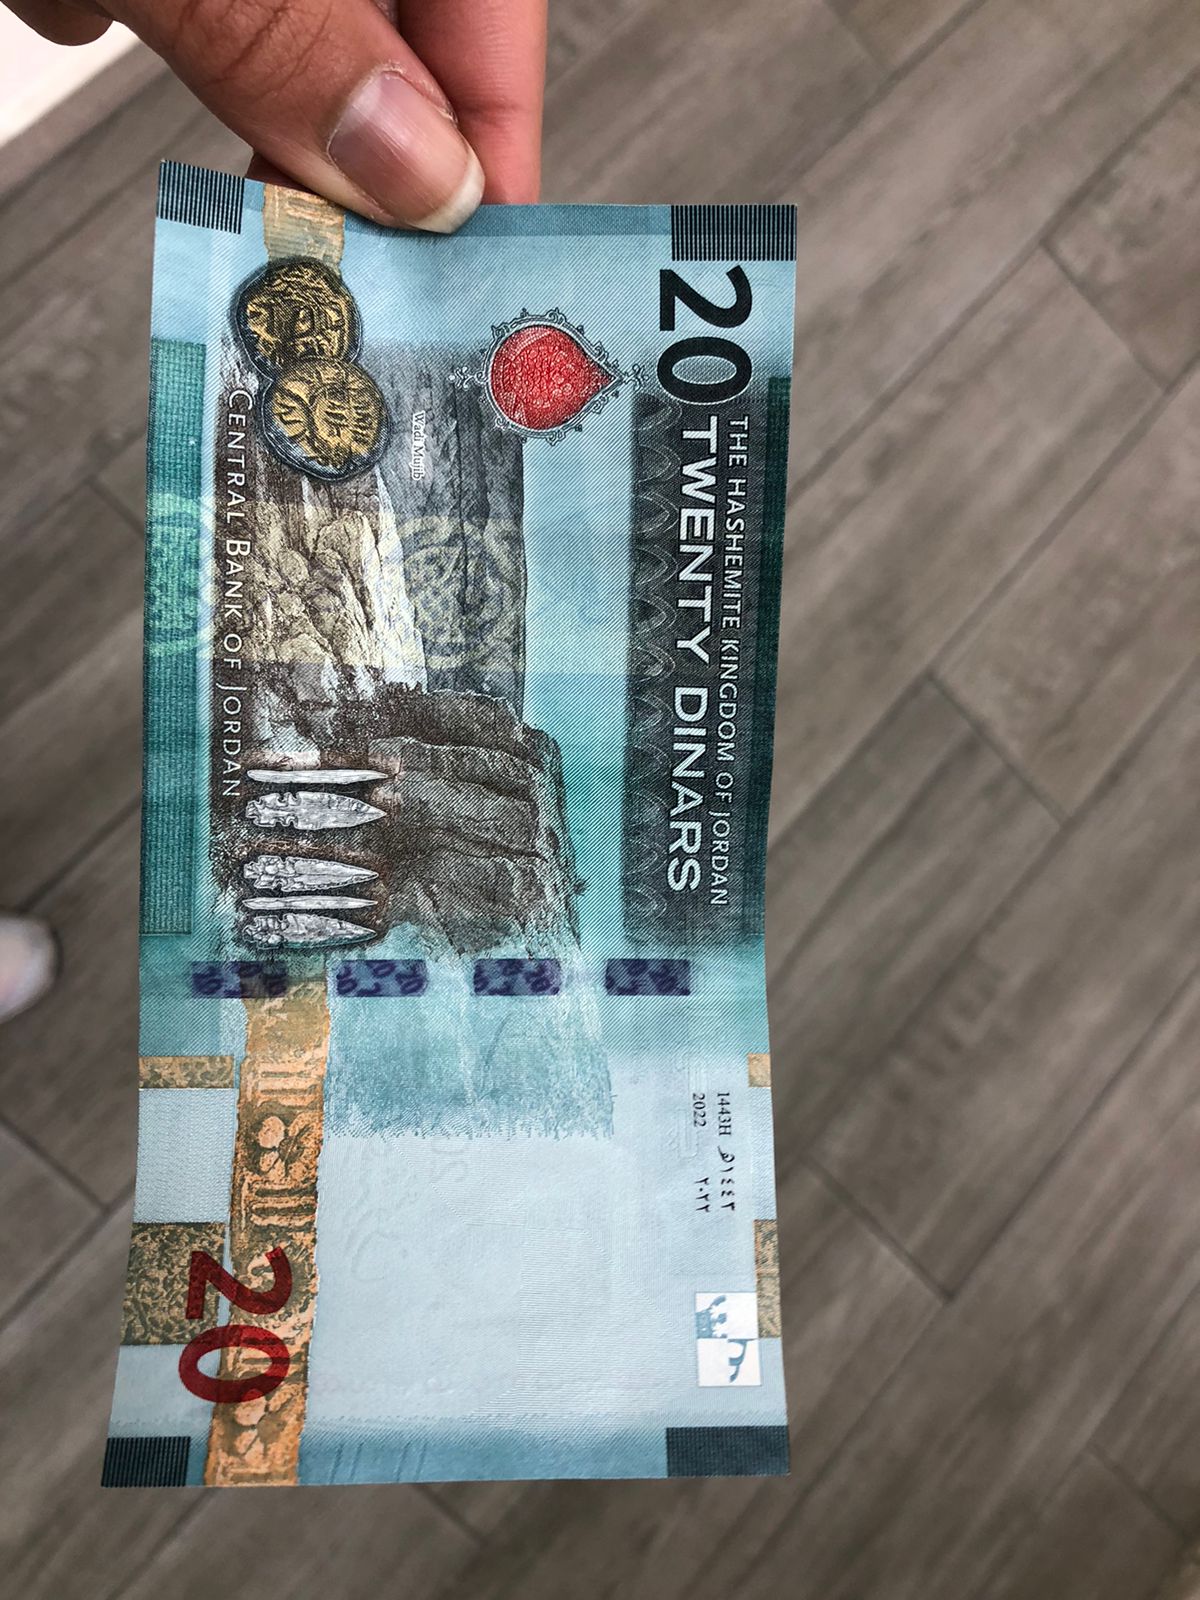 20
THE HASHEMITE KINGDOM OF JORDAN
TWENTY DINARS
1443H ١٤٤٣هـ
2022 ٢٠٢٢
Wadi Mujib
CENTRAL BANK OF JORDAN
20